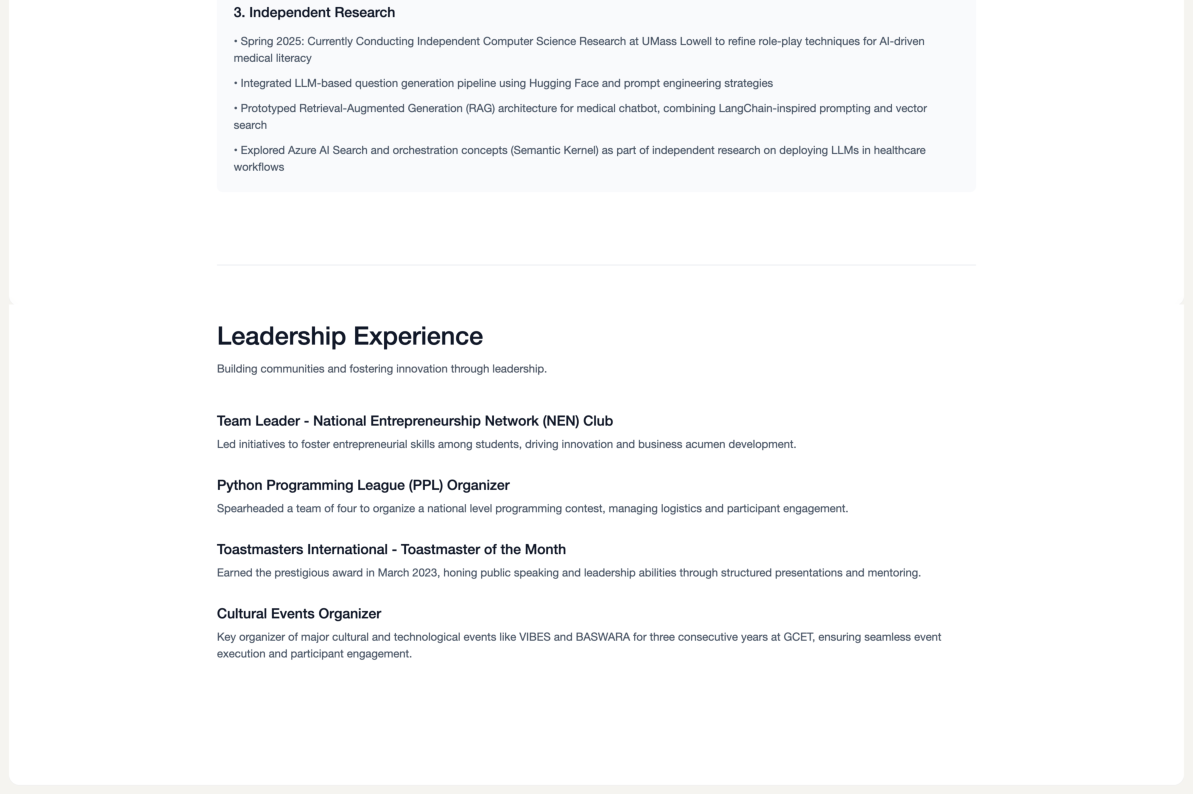 3. Independent Research
• Spring 2025: Currently Conducting Independent Computer Science Research at UMass Lowell to refine role-play techniques for AI-driven
medical literacy
• Integrated LLM-based question generation pipeline using Hugging Face and prompt engineering strategies
• Prototyped Retrieval-Augmented Generation (RAG) architecture for medical chatbot, combining LangChain-inspired prompting and vector
search
• Explored Azure AI Search and orchestration concepts (Semantic Kernel) as part of independent research on deploying LLMs in healthcare
workflows
Leadership Experience
Building communities and fostering innovation through leadership.
Team Leader - National Entrepreneurship Network (NEN) Club
Led initiatives to foster entrepreneurial skills among students, driving innovation and business acumen development.
Python Programming League (PPL) Organizer
Spearheaded a team of four to organize a national level programming contest, managing logistics and participant engagement.
Toastmasters International - Toastmaster of the Month
Earned the prestigious award in March 2023, honing public speaking and leadership abilities through structured presentations and mentoring.
Cultural Events Organizer
Key organizer of major cultural and technological events like VIBES and BASWARA for three consecutive years at GCET, ensuring seamless event
execution and participant engagement.